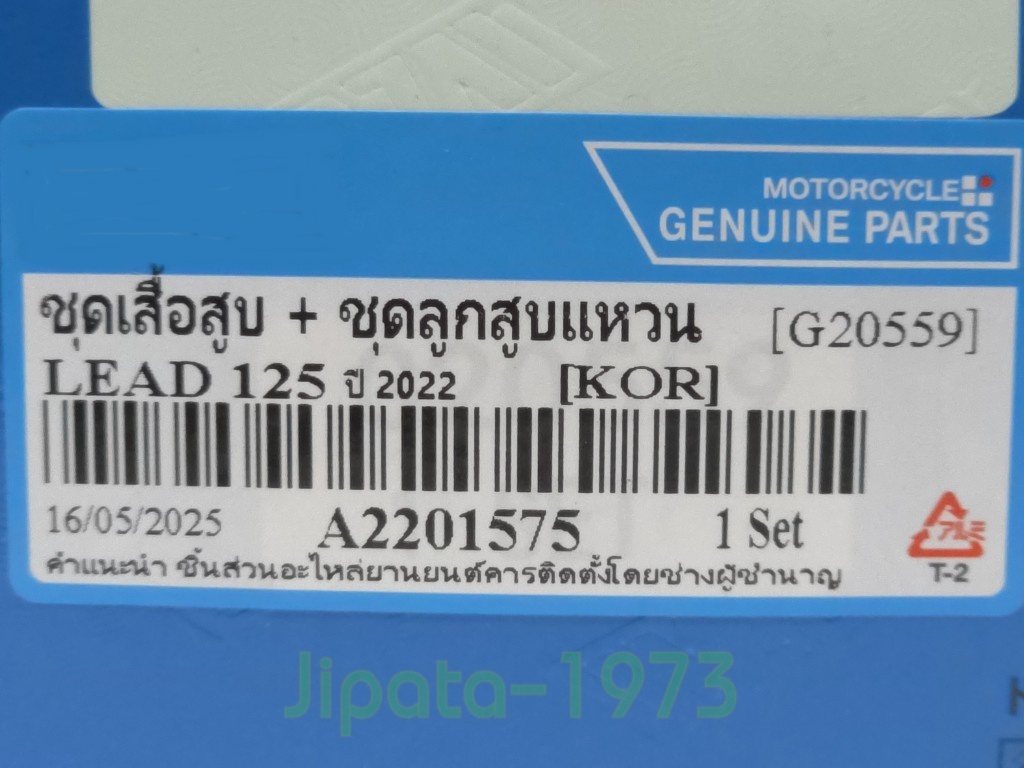 MOTORCYCLE
GENUINE PARTS
ชุดเสื้อสูบ + ชุดลูกสูบแหวน [G20559]
LEAD 125 ปี 2022 [KOR]
16/05/2025 A2201575 1 Set
คำแนะนำ ชิ้นส่วนอะไหล่ยานยนต์ควรติดตั้งโดยช่างผู้ชำนาญ
T-2
Jipata-1973